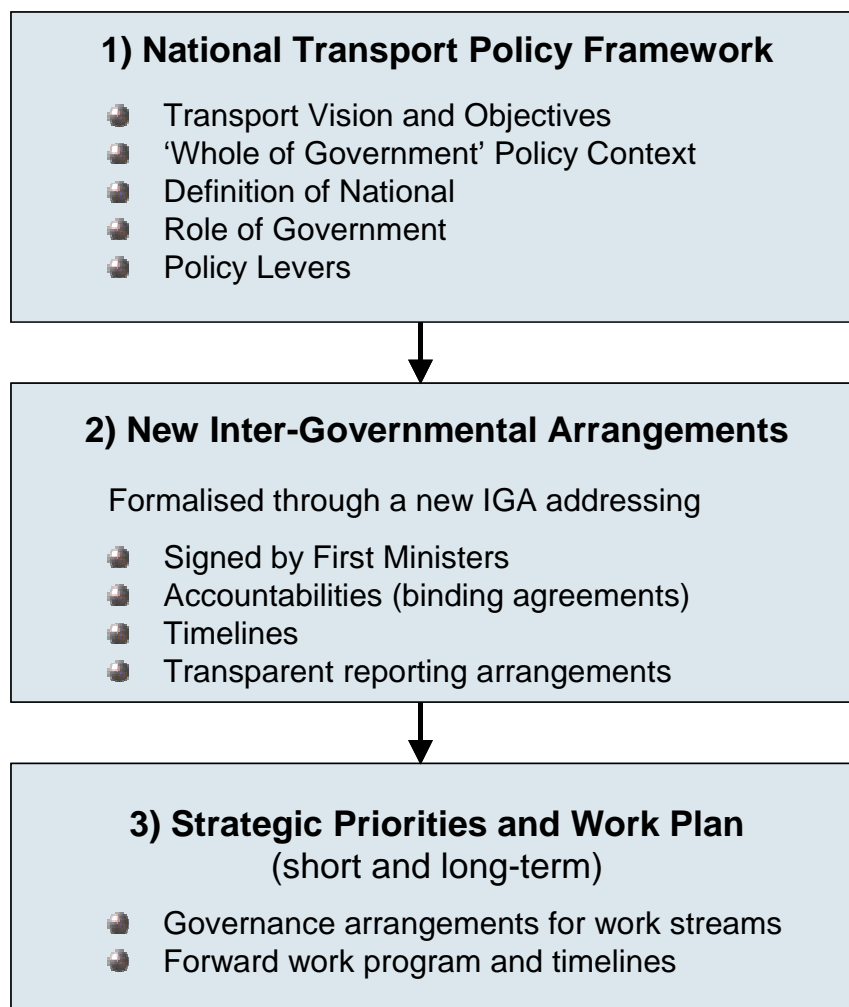 1) National Transport Policy Framework
Transport Vision and Objectives
‘Whole of Government’ Policy Context
Definition of National
Role of Government
Policy Levers
2) New Inter-Governmental Arrangements
Formalised through a new IGA addressing
Signed by First Ministers
Accountabilities (binding agreements)
Timelines
Transparent reporting arrangements
3) Strategic Priorities and Work Plan
(short and long-term)
Governance arrangements for work streams
Forward work program and timelines